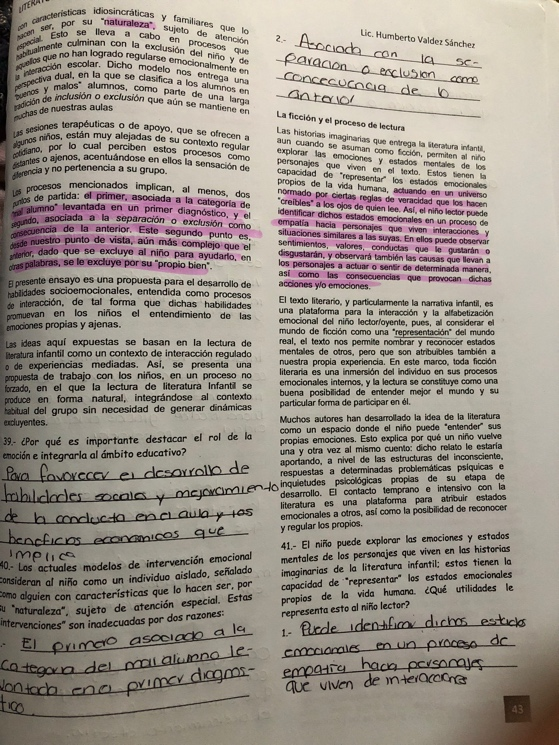 LITERAT
con características idiosincráticas y familiares que lo
hacen ser, por su "naturaleza", sujeto de atención
especial. Esto se lleva a cabo en procesos que
habitualmente culminan con la exclusión del niño y de
aquellos que no han logrado regularse emocionalmente en
la interacción escolar. Dicho modelo nos entrega una
perspectiva dual, en la que se clasifica a los alumnos en
"buenos y malos" alumnos, como parte de una larga
tradición de inclusión o exclusión que aún se mantiene en
muchas de nuestras aulas
Las sesiones terapéuticas o de apoyo, que se ofrecen a
algunos niños, están muy alejadas de su contexto regular
cotidiano, por lo cual perciben estos procesos como
distantes o ajenos, acentuándose en ellos la sensación de
diferencia y no pertenencia a su grupo.
Los procesos mencionados implican, al menos, dos
puntos de partida: el primero, asociada a la categoría de
"mal alumno" levantada en un primer diagnóstico, y el
segundo, asociada a la separación o exclusión como
consecuencia de la anterior. Este segundo punto es,
desde nuestro punto de vista, aún más complejo que el
anterior, dado que se excluye al niño para ayudarlo, en
otras palabras, se le excluye por su "propio bien".
El presente ensayo es una propuesta para el desarrollo de
habilidades socioemocionales, entendida como procesos
de interacción, de tal forma que dichas habilidades
promuevan en los niños el entendimiento de las
emociones propias y ajenas.
Las ideas aquí expuestas se basan en la lectura de
literatura infantil como un contexto de interacción regulado
o de experiencias mediadas. Así, se presenta una
propuesta de trabajo con los niños, en un proceso no
forzado, en el que la lectura de literatura Infantil se
produce en forma natural, integrándose al contexto
habitual del grupo sin necesidad de generar dinámicas
excluyentes.
39.- ¿Por qué es importante destacar el rol de la
emoción e integrarla al ámbito educativo?
Para favorecer el desarrollo de
habilidades sociales y mejoramiento
de la conducta en el aula y los
beneficios economicos que
implica
40.- Los actuales modelos de intervención emocional
consideran al niño como un individuo aislado, señalado
como alguien con características que lo hacen ser, por
su "naturaleza", sujeto de atención especial. Estas
intervenciones" son inadecuadas por dos razones:
.- El primero asociado a la
categoria del mal alumno le-
vantada en el primer diagnos-
tico.
Lic. Humberto Valdez Sánchez
2.- Asociada con la se-
paración o exclusion como
concecuencia de lo
anterior
La ficción y el proceso de lectura
Las historias imaginarias que entrega la literatura infantil,
aun cuando se asuman como ficción, permiten al niño
explorar las emociones y estados mentales de los
personajes que viven en el texto. Estos tienen la
capacidad de "representar" los estados emocionales
propios de la vida humana, actuando en un universo
normado por ciertas reglas de veracidad que los hacen
"creíbles" a los ojos de quien lee. Así, el niño lector puede
identificar dichos estados emocionales en un proceso de
empatía hacia personajes que viven interacciones y
situaciones similares a las suyas. En ellos puede observar
sentimientos, valores, conductas que le gustarán o
disgustarán, y observará también las causas que llevan a
los personajes a actuar o sentir de determinada manera,
así como las consecuencias que provocan dichas
acciones y/o emociones.
El texto literario, y particularmente la narrativa infantil, es
una plataforma para la interacción y la alfabetización
emocional del niño lector/oyente, pues, al considerar el
mundo de ficción como una "representación" del mundo
real, el texto nos permite nombrar y reconocer estados
mentales de otros, pero que son atribuibles también a
nuestra propia experiencia. En este marco, toda ficción
literaria es una inmersión del individuo en sus procesos
emocionales internos, y la lectura se constituye como una
buena posibilidad de entender mejor el mundo y su
particular forma de participar en él.
Muchos autores han desarrollado la idea de la literatura
como un espacio donde el niño puede "entender" sus
propias emociones. Esto explica por qué un niño vuelve
una y otra vez al mismo cuento: dicho relato le estaría
aportando, a nivel de las estructuras del inconsciente,
respuestas a determinadas problemáticas psíquicas e
inquietudes psicológicas propias de su etapa de
desarrollo. El contacto temprano e intensivo con la
literatura es una plataforma para atribuir estados
emocionales a otros, así como la posibilidad de reconocer
y regular los propios.
41.- El niño puede explorar las emociones y estados
mentales de los personajes que viven en las historias
imaginarias de la literatura infantil; estos tienen la
capacidad de "representar" los estados emocionales
propios de la vida humana. ¿Qué utilidades le
representa esto al niño lector?
1.- Puede identificar dichos estados
emocionales en un proceso de
empatía hacia personajes
que viven de interacciones
43